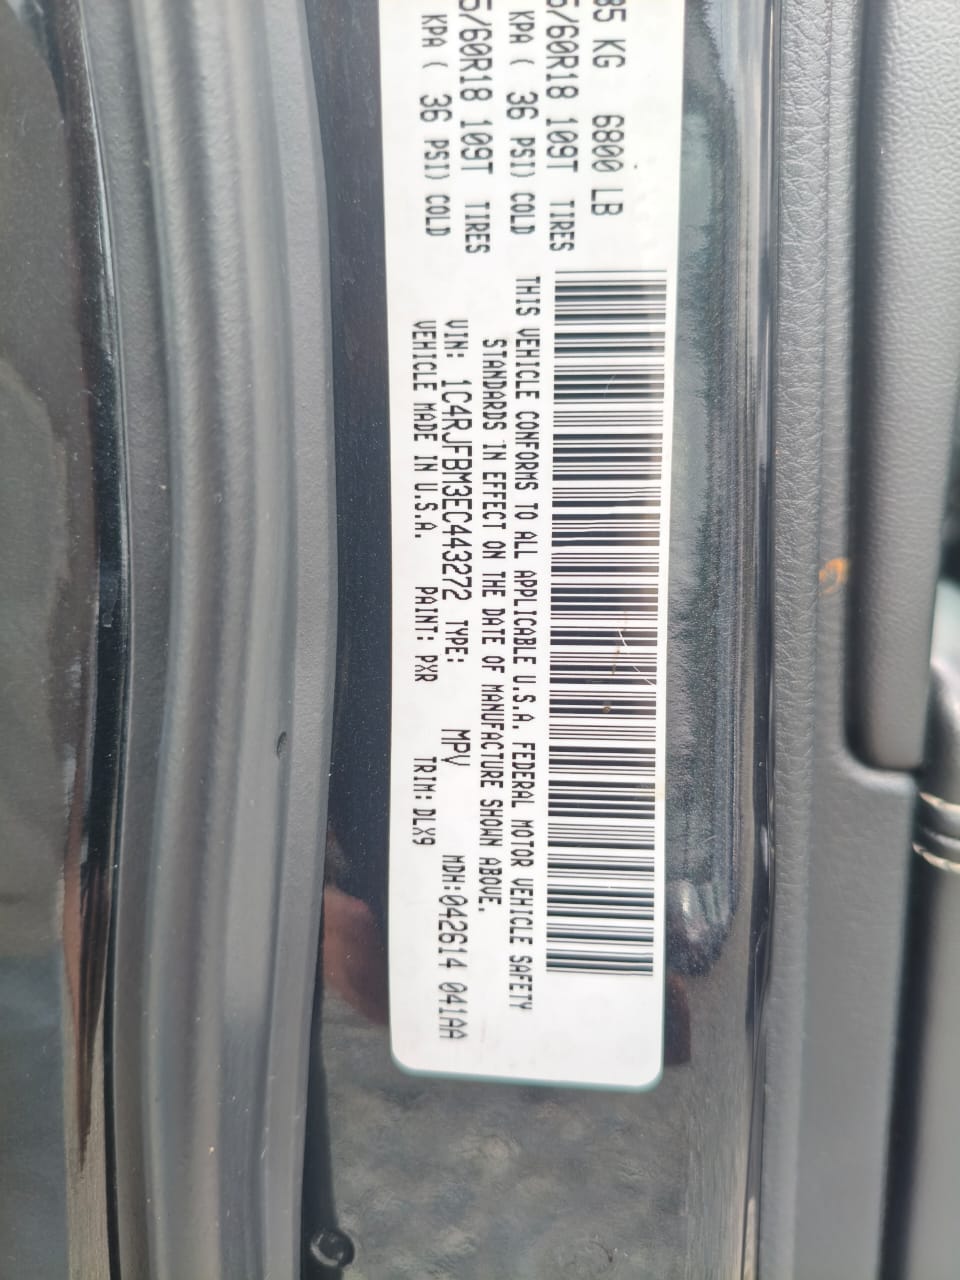 85 KG 6800 LB
5/60R18 109T TIRES
KPA ( 36 PSI) COLD
5/60R18 109T TIRES
KPA ( 36 PSI) COLD
THIS VEHICLE CONFORMS TO ALL APPLICABLE U.S.A. FEDERAL MOTOR VEHICLE SAFETY
STANDARDS IN EFFECT ON THE DATE OF MANUFACTURE SHOWN ABOVE.
VIN: 1C4RJFBM3EC443272 TYPE: MPV MDH:042614 041AA
VEHICLE MADE IN U.S.A. PAINT: PXR TRIM: DLX9